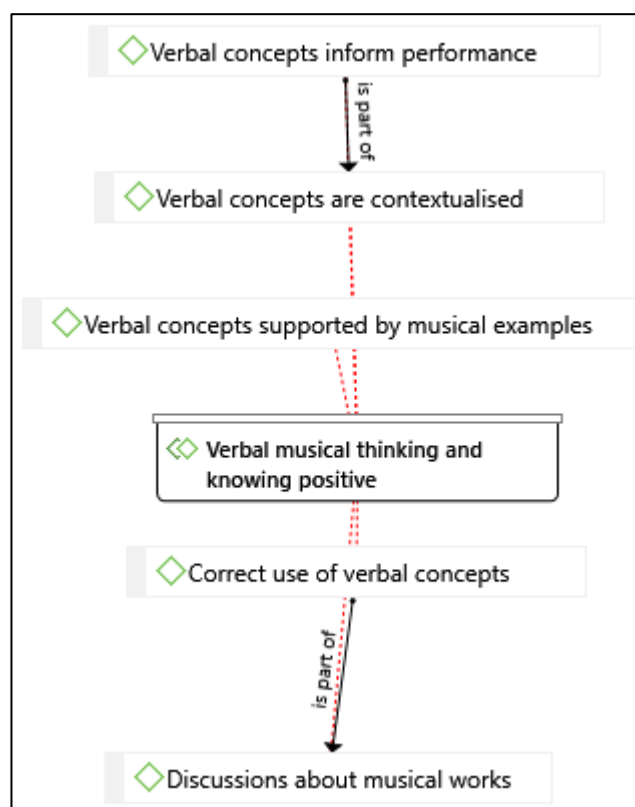 Verbal concepts inform performance
is part of
Verbal concepts are contextualised
Verbal concepts supported by musical examples
Verbal musical thinking and
knowing positive
Correct use of verbal concepts
is part of
Discussions about musical works